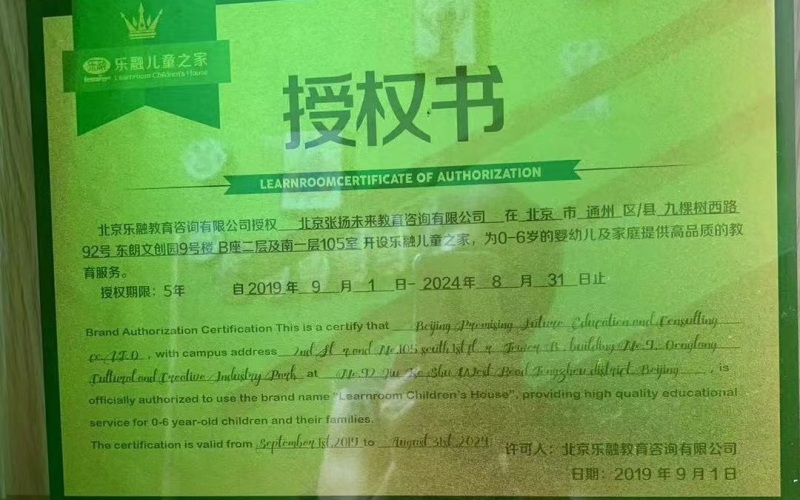 乐融
乐融儿童之家
Learnroom Children's House
授权书
LEARNROOMCERTIFICATE OF AUTHORIZATION
北京乐融教育咨询有限公司授权 北京张扬未来教育咨询有限公司 在 北京 市 通州 区/县 九棵树西路
92号 东朗文创园9号楼 B座二层及南一层105室 开设乐融儿童之家，为0-6岁的婴幼儿及家庭提供高品质的教
育服务。
授权期限：5年 自2019年 9 月 1 日- 2024年 8 月 31 日止
Brand Authorization Certification This is a certify that Beijing Promising Future Education and Consulting
co.,LTD , with campus address 2nd and No.105 south 1st Tower B, building No.9, Donglang
Cultural and Creative Industry Park at No.92 Jiu Ke Shu West Road Tongzhou district, Beijing , is
officially authorized to use the brand name "Learnroom Children's House", providing high quality educational
service for 0-6 year-old children and their families.
The certification is valid from September 1st,2019 to August 31st,2024
许可人：北京乐融教育咨询有限公司
日期：2019 年 9 月 1 日